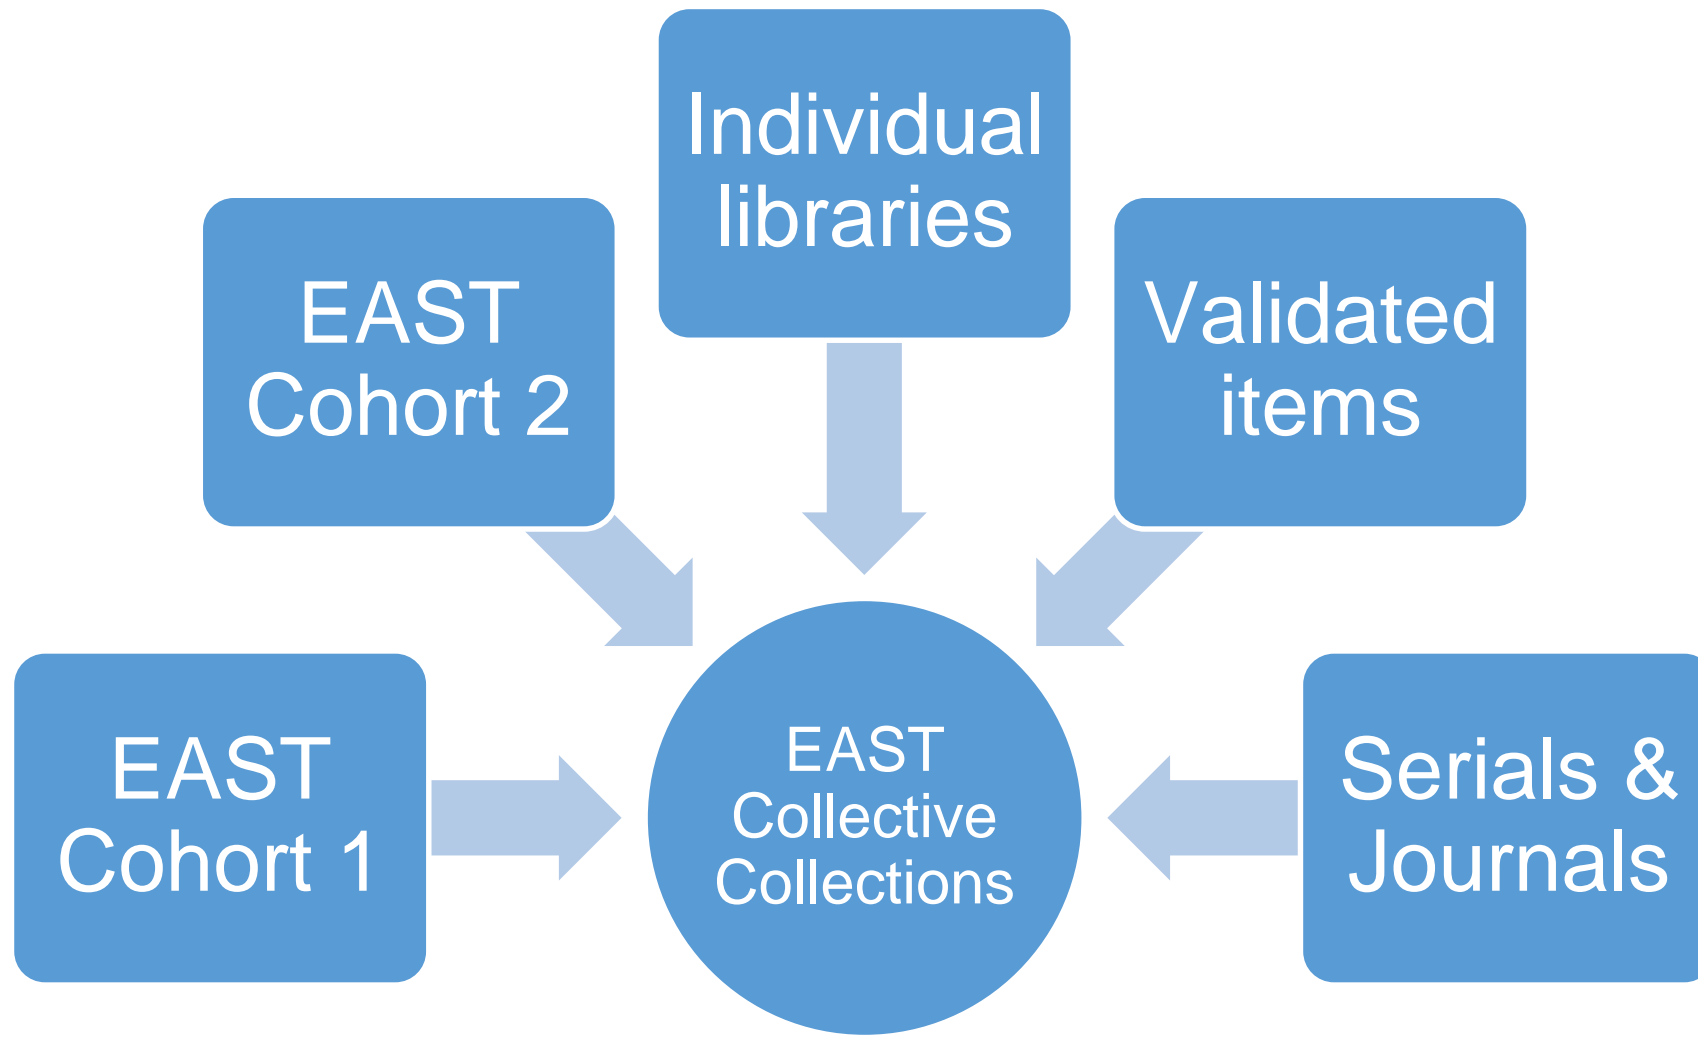 Individual
libraries
EAST
Cohort 2
Validated
items
EAST
Cohort 1
EAST
Collective
Collections
Serials &
Journals